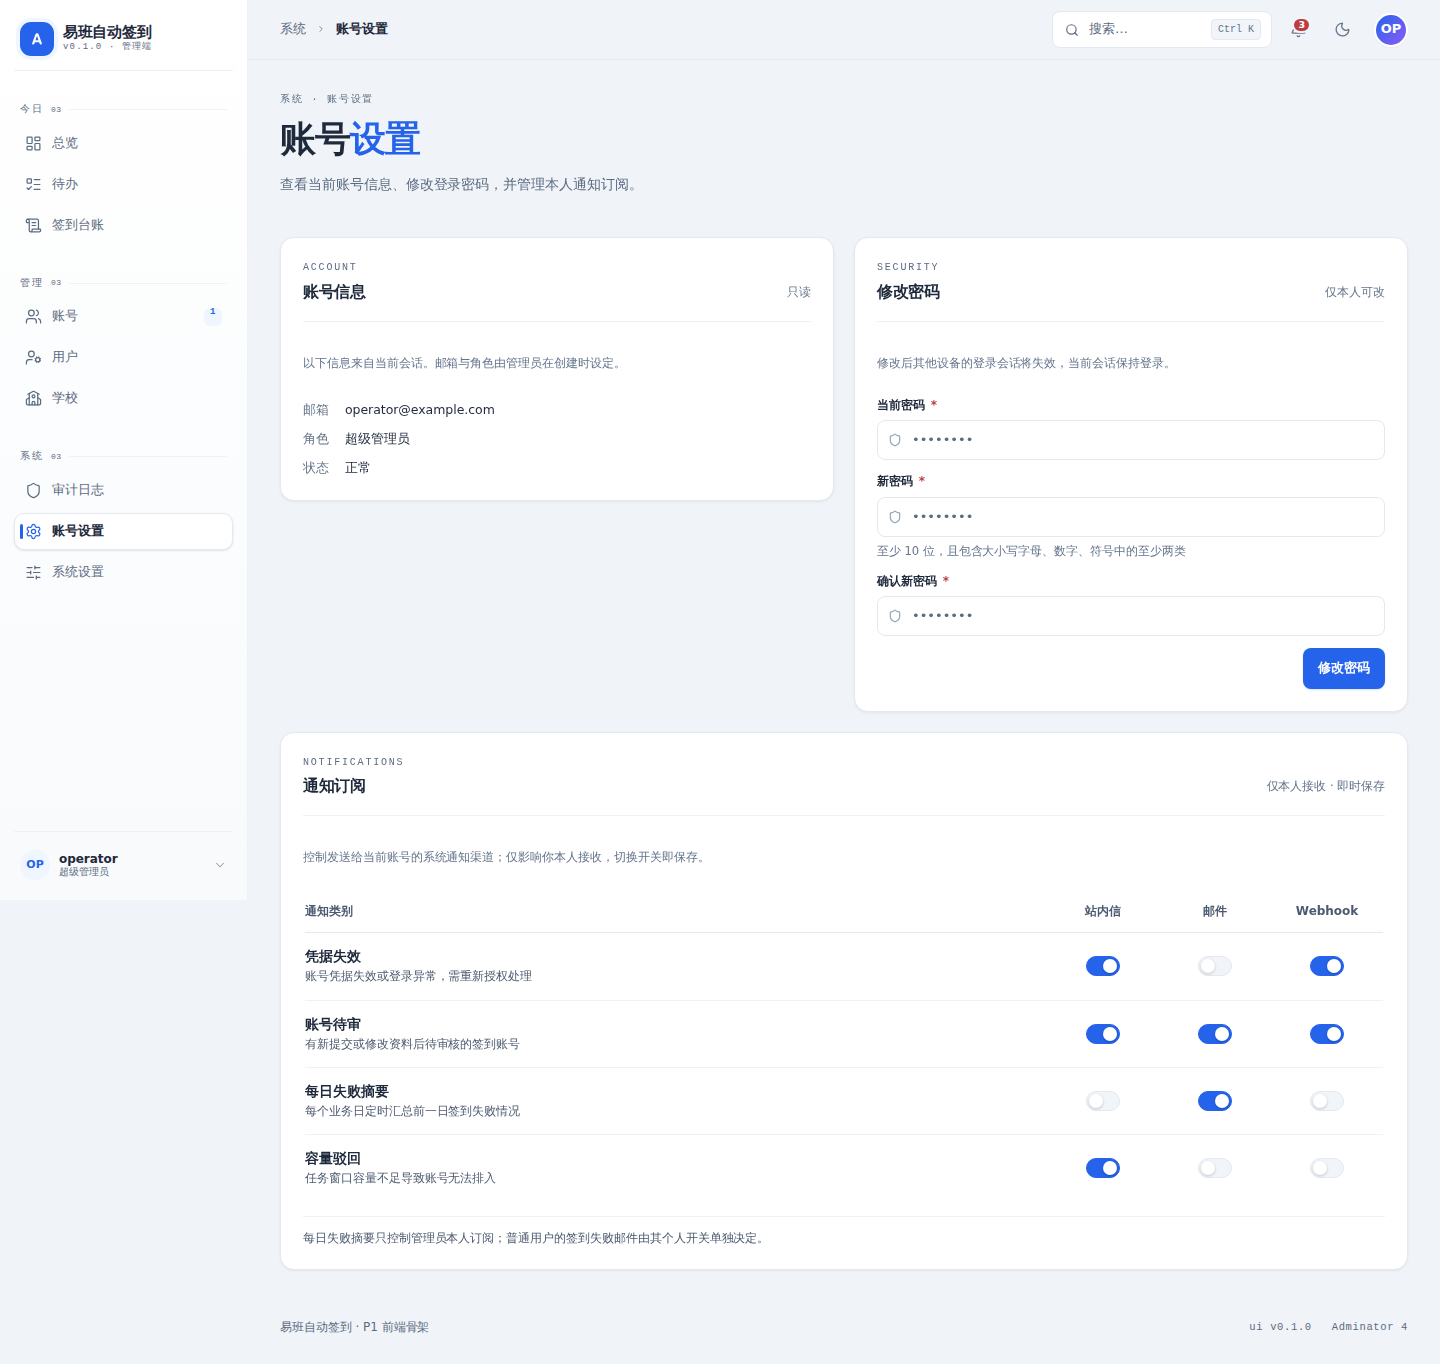 A
易班自动签到
v0.1.0 · 管理端
今日 03
总览
待办
签到台账
管理 03
账号 1
用户
学校
系统 03
审计日志
账号设置
系统设置
OP
operator
超级管理员
系统 › 账号设置
搜索... Ctrl K
3
OP
系统 · 账号设置
账号设置
查看当前账号信息、修改登录密码，并管理本人通知订阅。
ACCOUNT
账号信息 只读
以下信息来自当前会话。邮箱与角色由管理员在创建时设定。
邮箱 operator@example.com
角色 超级管理员
状态 正常
SECURITY
修改密码 仅本人可改
修改后其他设备的登录会话将失效，当前会话保持登录。
当前密码 *
••••••••
新密码 *
••••••••
至少 10 位，且包含大小写字母、数字、符号中的至少两类
确认新密码 *
••••••••
修改密码
NOTIFICATIONS
通知订阅 仅本人接收 · 即时保存
控制发送给当前账号的系统通知渠道；仅影响你本人接收，切换开关即保存。
通知类别 站内信 邮件 Webhook
凭据失效
账号凭据失效或登录异常，需重新授权处理
账号待审
有新提交或修改资料后待审核的签到账号
每日失败摘要
每个业务日定时汇总前一日签到失败情况
容量驳回
任务窗口容量不足导致账号无法排入
每日失败摘要只控制管理员本人订阅；普通用户的签到失败邮件由其个人开关单独决定。
易班自动签到 · P1 前端骨架
ui v0.1.0 Adminator 4